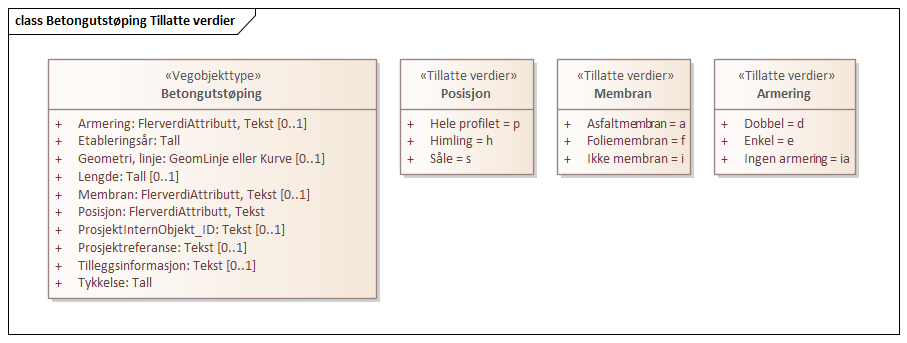 class Betongutstøping Tillatte verdier
«Vegobjekttype»
Betongutstøping
+ Armering: FlerverdiAttributt, Tekst [0..1]
+ Etableringsår: Tall
+ Geometri, linje: GeomLinje eller Kurve [0..1]
+ Lengde: Tall [0..1]
+ Membran: FlerverdiAttributt, Tekst [0..1]
+ Posisjon: FlerverdiAttributt, Tekst
+ ProsjektInternObjekt_ID: Tekst [0..1]
+ Prosjektreferanse: Tekst [0..1]
+ Tilleggsinformasjon: Tekst [0..1]
+ Tykkelse: Tall
«Tillatte verdier»
Posisjon
+ Hele profilet = p
+ Himling = h
+ Såle = s
«Tillatte verdier»
Membran
+ Asfaltmembran = a
+ Foliemembran = f
+ Ikke membran = i
«Tillatte verdier»
Armering
+ Dobbel = d
+ Enkel = e
+ Ingen armering = ia